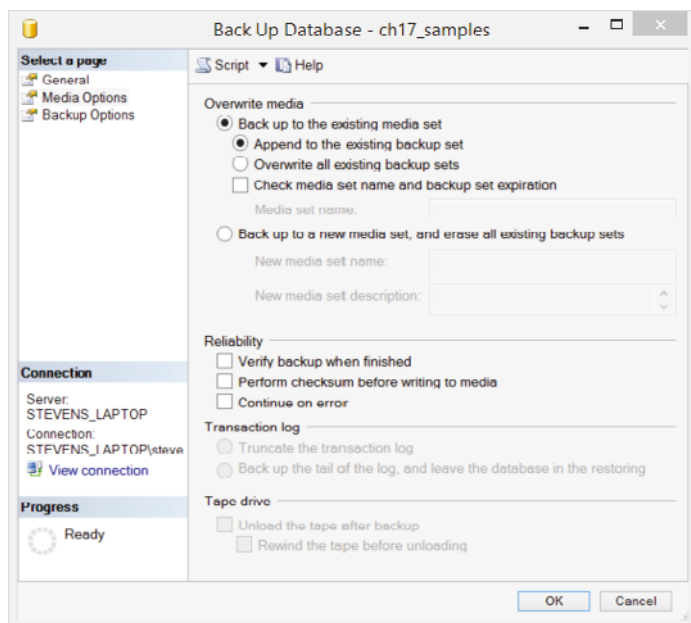 Back Up Database - ch17_samples
Select a page
General
Media Options
Backup Options
Script
Help
Overwrite media
Back up to the existing media set
Append to the existing backup set
Overwrite all existing backup sets
Check media set name and backup set expiration
Media set name:
Back up to a new media set, and erase all existing backup sets
New media set name:
New media set description:
Reliability
Verify backup when finished
Perform checksum before writing to media
Continue on error
Transaction log
Truncate the transaction log
Back up the tail of the log, and leave the database in the restoring
Tape drive
Unload the tape after backup
Rewind the tape before unloading
Connection
Server:
STEVENS_LAPTOP
Connection:
STEVENS_LAPTOP\steve
View connection
Progress
Ready
OK
Cancel